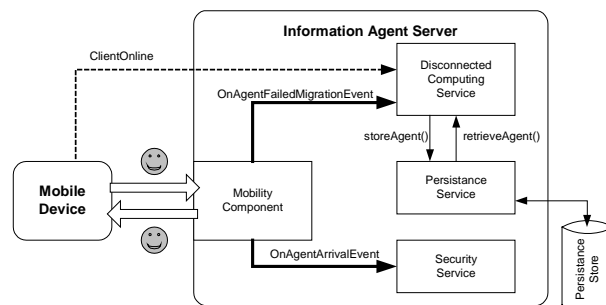 Information Agent Server
ClientOnline
Disconnected
Computing
Service
OnAgentFailedMigrationEvent
storeAgent()
retrieveAgent()
Mobile
Device
Mobility
Component
Persistance
Service
OnAgentArrivalEvent
Security
Service
Persistance
Store